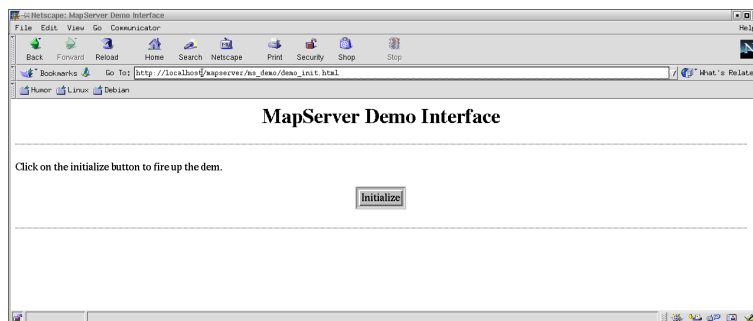 Netscape: MapServer Demo Interface
File Edit View Go Communicator Help
Back Forward Reload Home Search Netscape Print Security Shop Stop
Bookmarks Go To: http://localhost/mapserver/ms_demo/demo_init.html What's Relate
Humor Linux Debian
MapServer Demo Interface
Click on the initialize button to fire up the dem.
Initialize